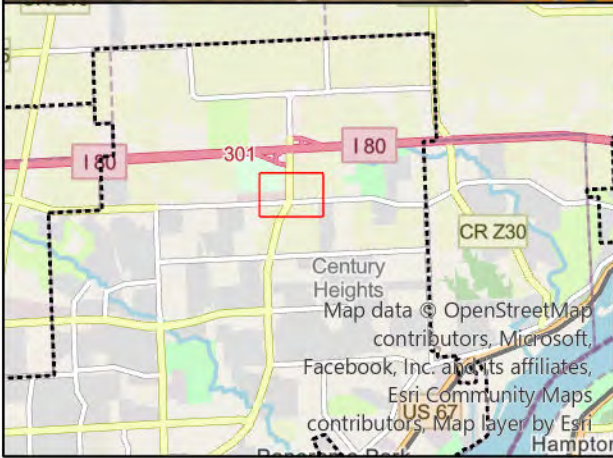 301
I 80
I 80
CR Z30
Century
Heights
Map data © OpenStreetMap
contributors, Microsoft,
Facebook, Inc. and its affiliates,
Esri Community Maps
contributors, Map layer by Esri
US 67
Hampton